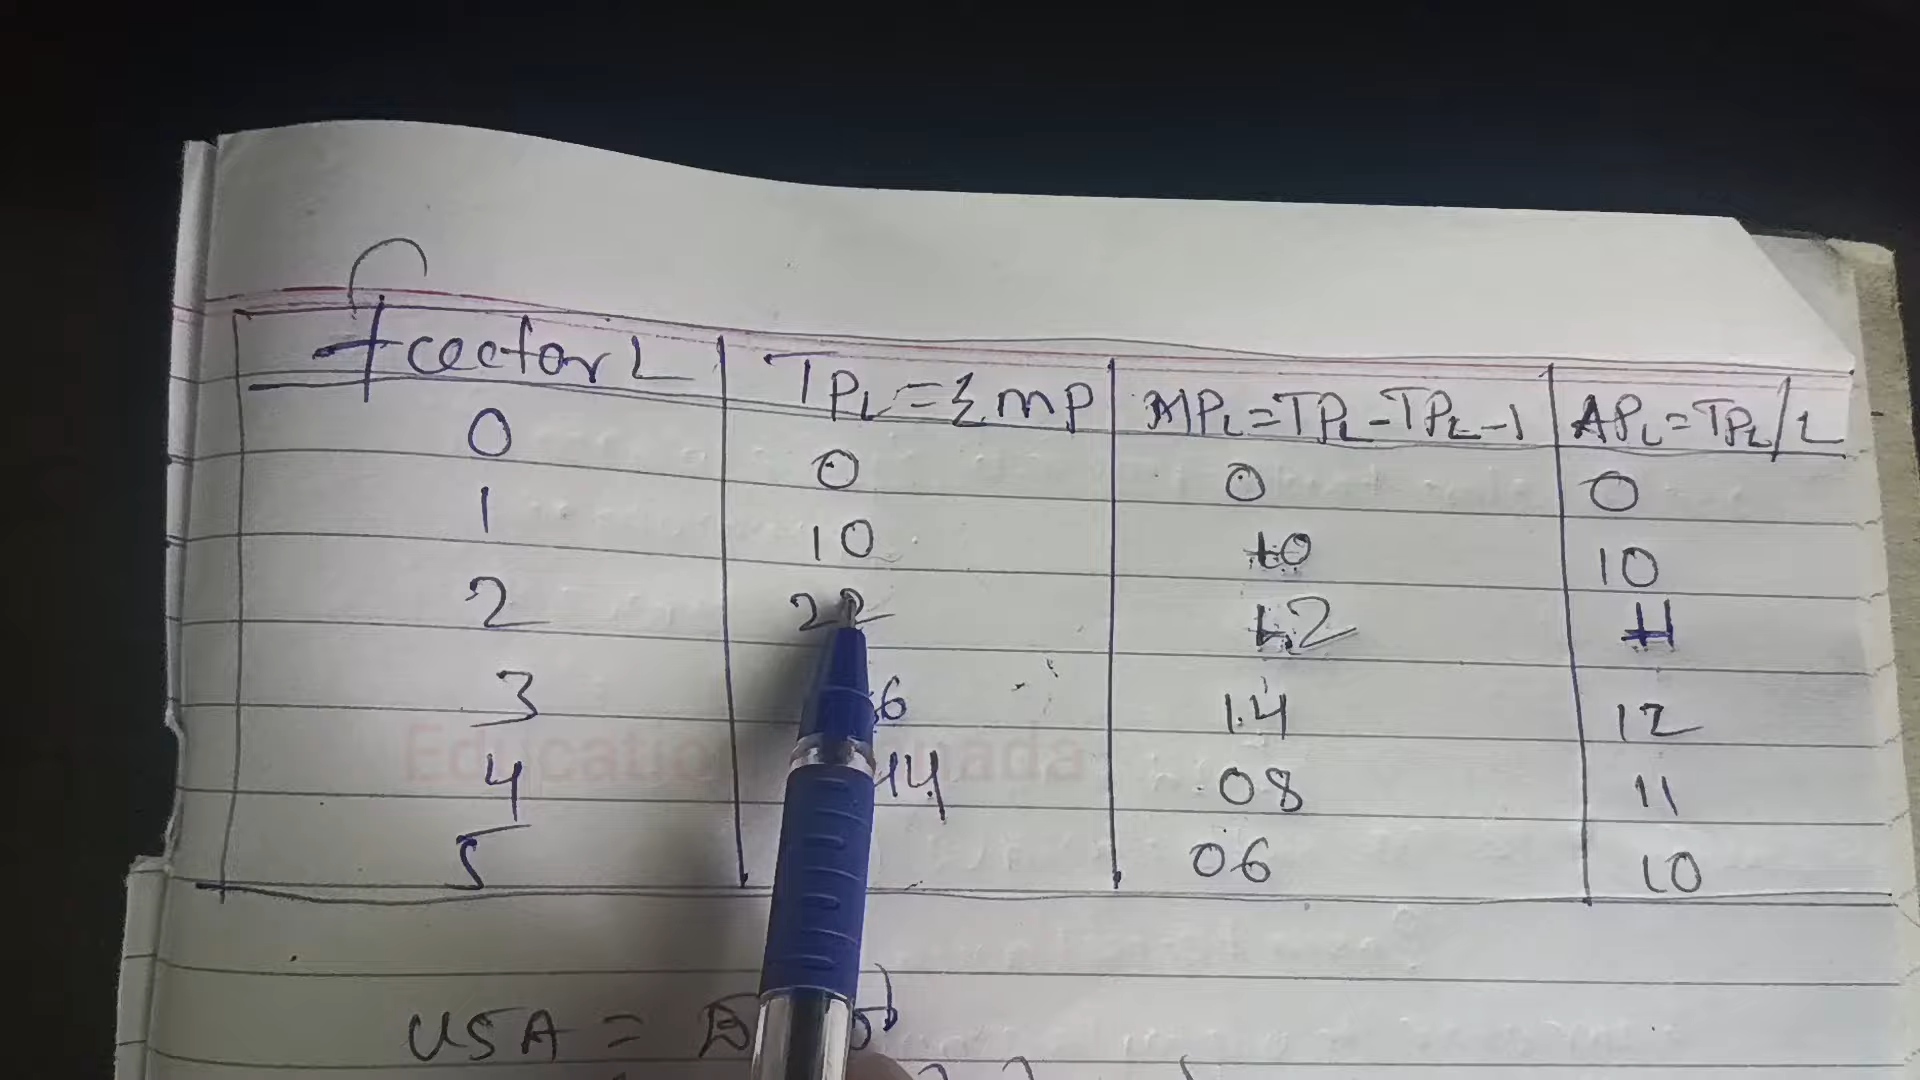 factor L TPL = Σ mp MPL = TPL - TPL-1 APL = TPL/L
0 0 0 0
1 10 10 10
2 22 12 11
3 6 14 12
4 44 08 11
5 06 10
USA =